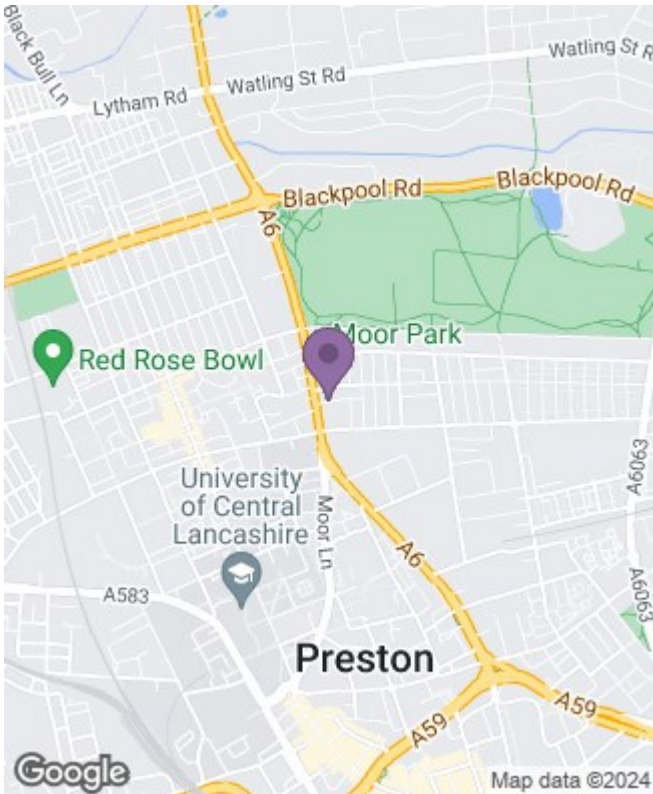 Black Bull Ln
Watling St R
Watling St Rd
Lytham Rd
Blackpool Rd
Blackpool Rd
A6
Moor Park
Red Rose Bowl
A6063
University
of Central
Lancashire
Moor Ln
A6
A583
A6063
Preston
A59
A59
Google
Map data ©2024